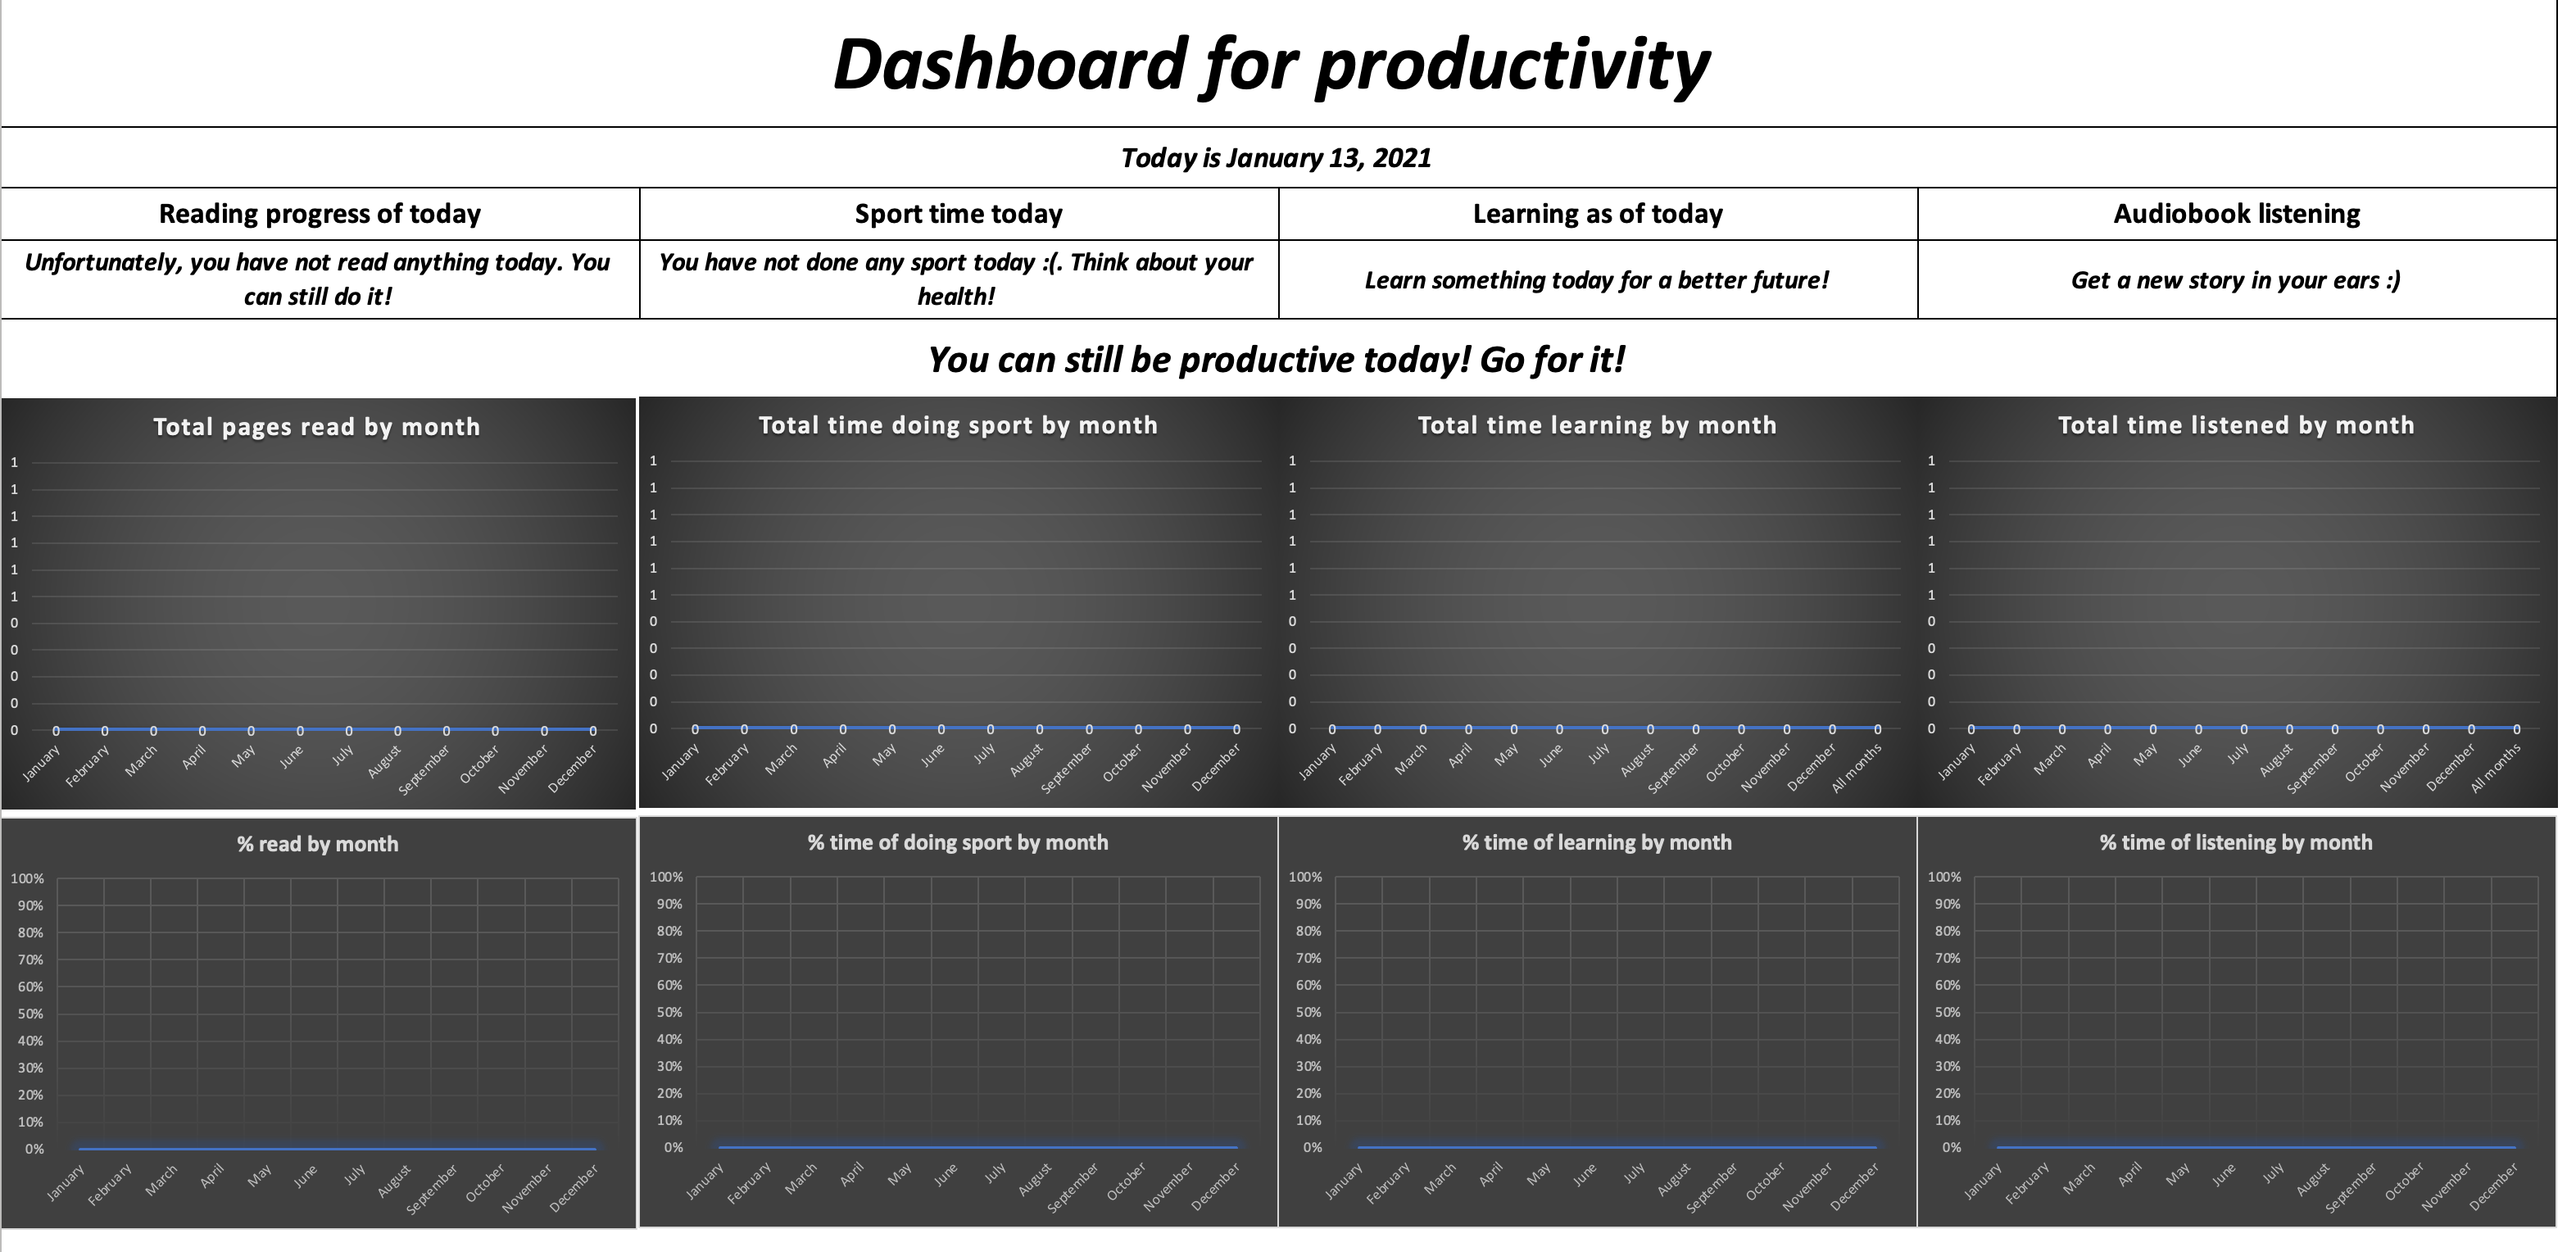 Dashboard for productivity
Today is January 13, 2021
Reading progress of today
Sport time today
Learning as of today
Audiobook listening
Unfortunately, you have not read anything today. You
can still do it!
You have not done any sport today :(. Think about your
health!
Learn something today for a better future!
Get a new story in your ears :)
You can still be productive today! Go for it!
Total pages read by month
1
1
1
1
1
1
0
0
0
0
0
0 0 0 0 0 0 0 0 0 0 0 0
January February March April May June July August September October November December
Total time doing sport by month
1
1
1
1
1
1
0
0
0
0
0
0 0 0 0 0 0 0 0 0 0 0 0
January February March April May June July August September October November December
Total time learning by month
1
1
1
1
1
1
0
0
0
0
0
0 0 0 0 0 0 0 0 0 0 0 0 0
January February March April May June July August September October November December All months
Total time listened by month
1
1
1
1
1
1
0
0
0
0
0
0 0 0 0 0 0 0 0 0 0 0 0 0
January February March April May June July August September October November December All months
% read by month
100%
90%
80%
70%
60%
50%
40%
30%
20%
10%
0%
January February March April May June July August September October November December
% time of doing sport by month
100%
90%
80%
70%
60%
50%
40%
30%
20%
10%
0%
January February March April May June July August September October November December
% time of learning by month
100%
90%
80%
70%
60%
50%
40%
30%
20%
10%
0%
January February March April May June July August September October November December
% time of listening by month
100%
90%
80%
70%
60%
50%
40%
30%
20%
10%
0%
January February March April May June July August September October November December